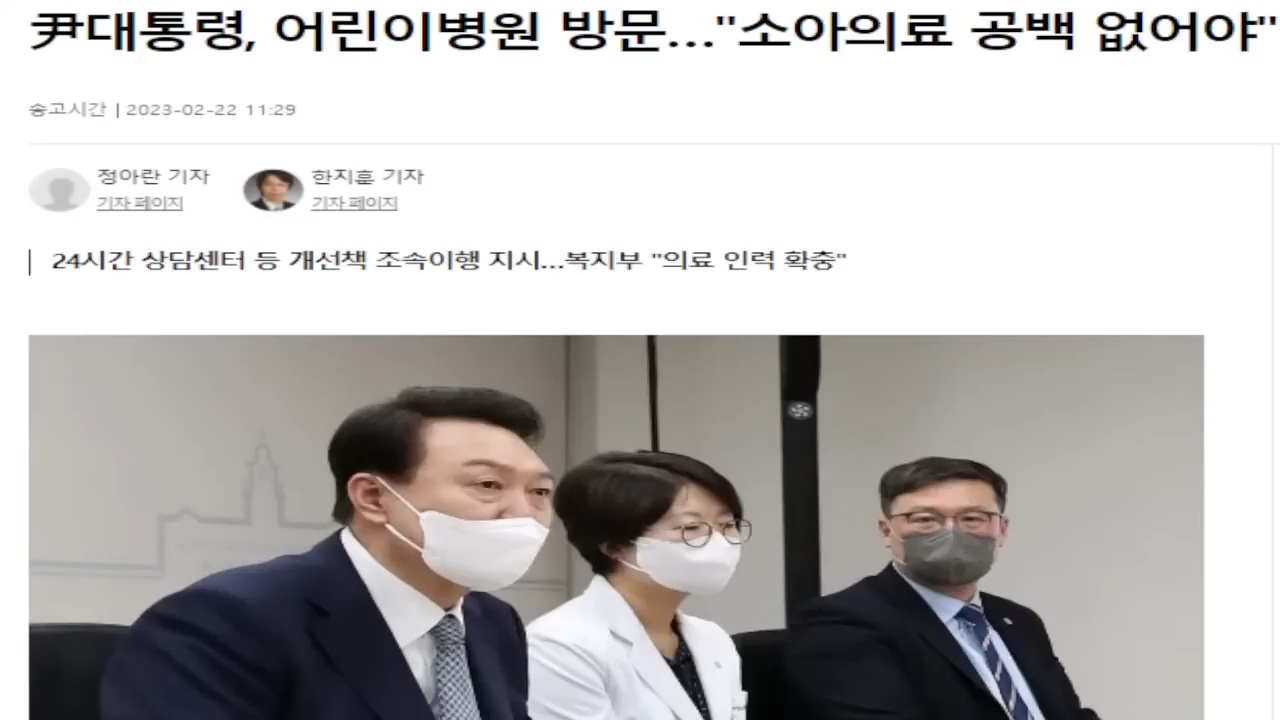 尹대통령, 어린이병원 방문…"소아의료 공백 없어야"
송고시간 | 2023-02-22 11:29
정아란 기자 한지훈 기자
기자 페이지 기자 페이지
24시간 상담센터 등 개선책 조속이행 지시…복지부 "의료 인력 확충"